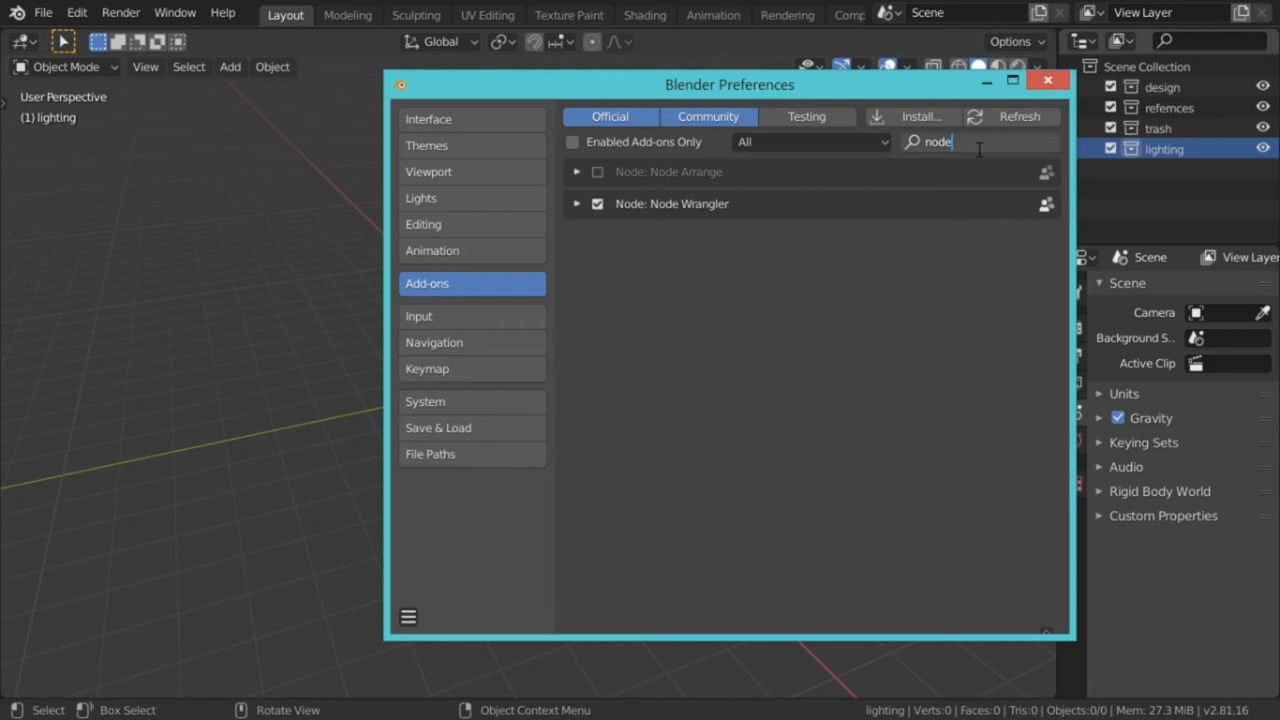 File Edit Render Window Help Layout Modeling Sculpting UV Editing Texture Paint Shading Animation Rendering Comp Scene View Layer
Global Options
Object Mode View Select Add Object
User Perspective
(1) lighting
Blender Preferences
Interface
Themes
Viewport
Lights
Editing
Animation
Add-ons
Input
Navigation
Keymap
System
Save & Load
File Paths
Official Community Testing Install... Refresh
Enabled Add-ons Only All node
Node: Node Arrange
Node: Node Wrangler
Scene Collection
design
refernces
trash
lighting
Scene View Layer
Scene
Camera
Background S..
Active Clip
Units
Gravity
Keying Sets
Audio
Rigid Body World
Custom Properties
Select Box Select Rotate View Object Context Menu lighting | Verts:0 | Faces:0 | Tris:0 | Objects:0/0 | Mem: 27.3 MiB | v2.81.16